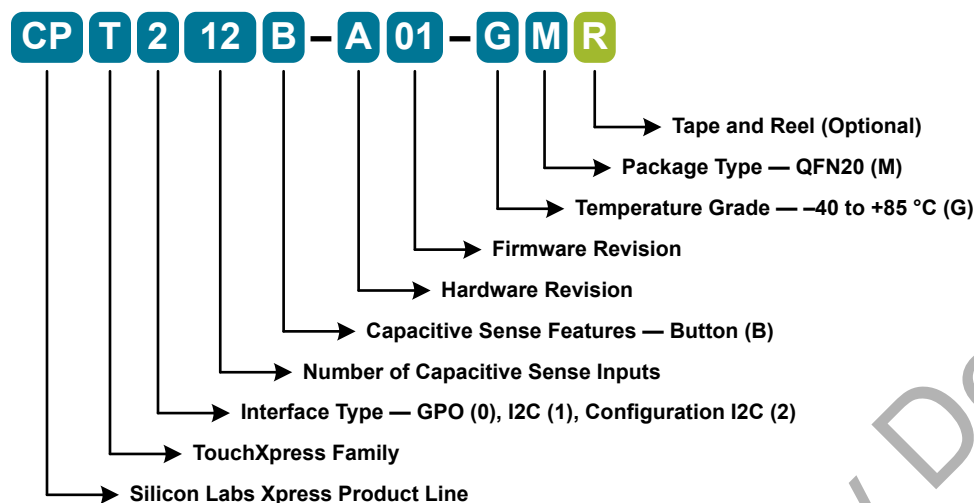 CP T 2 12 B – A 01 – G M R
Tape and Reel (Optional)
Package Type — QFN20 (M)
Temperature Grade — –40 to +85 °C (G)
Firmware Revision
Hardware Revision
Capacitive Sense Features — Button (B)
Number of Capacitive Sense Inputs
Interface Type — GPO (0), I2C (1), Configuration I2C (2)
TouchXpress Family
Silicon Labs Xpress Product Line